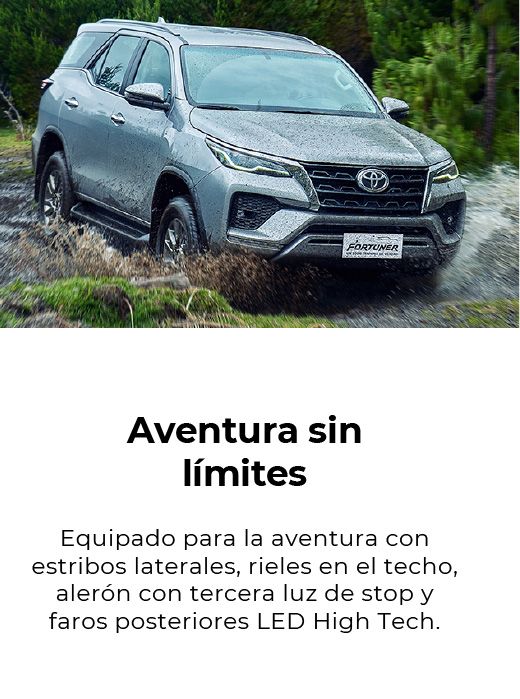 FORTUNER
Aventura sin
límites
Equipado para la aventura con
estribos laterales, rieles en el techo,
alerón con tercera luz de stop y
faros posteriores LED High Tech.